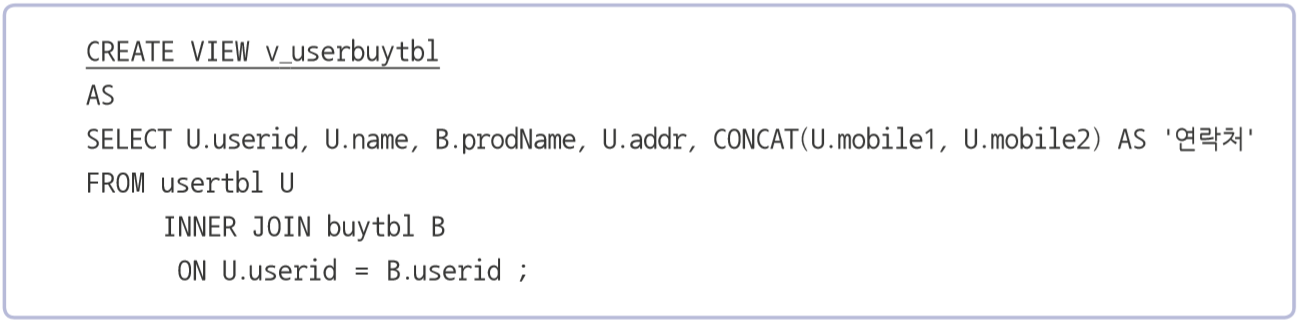 CREATE VIEW v_userbuytbl
AS
SELECT U.userid, U.name, B.prodName, U.addr, CONCAT(U.mobile1, U.mobile2) AS '연락처'
FROM usertbl U
INNER JOIN buytbl B
ON U.userid = B.userid ;